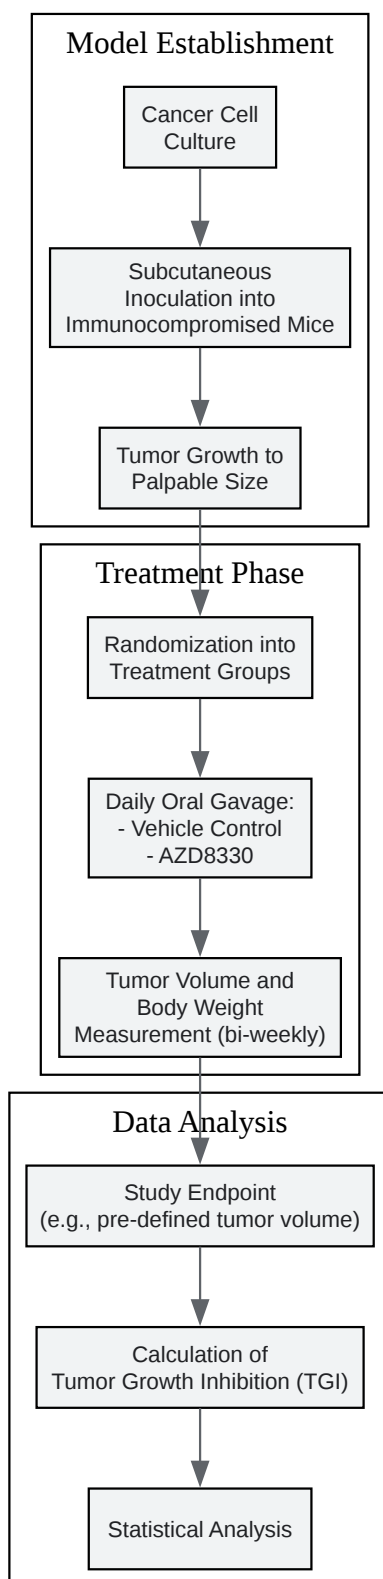 Model Establishment
Cancer Cell
Culture
Subcutaneous
Inoculation into
Immunocompromised Mice
Tumor Growth to
Palpable Size
Treatment Phase
Randomization into
Treatment Groups
Daily Oral Gavage:
- Vehicle Control
- AZD8330
Tumor Volume and
Body Weight
Measurement (bi-weekly)
Data Analysis
Study Endpoint
(e.g., pre-defined tumor volume)
Calculation of
Tumor Growth Inhibition (TGI)
Statistical Analysis